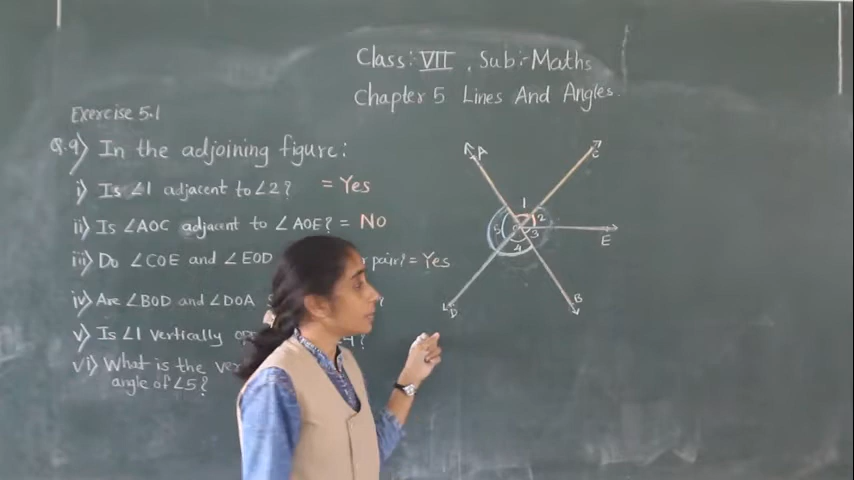 Class: VII, Sub:- Maths
Chapter 5 Lines And Angles.
Exercise 5.1
Q.9) In the adjoining figure:
i) Is ∠1 adjacent to ∠2? = Yes
ii) Is ∠AOC adjacent to ∠AOE? = No
iii) Do ∠COE and ∠EOD pair? = Yes
iv) Are ∠BOD and ∠DOA
v) Is ∠1 vertically
vi) What is the
angle of ∠5?
A
C
1
2
5
O
3
E
4
D
B